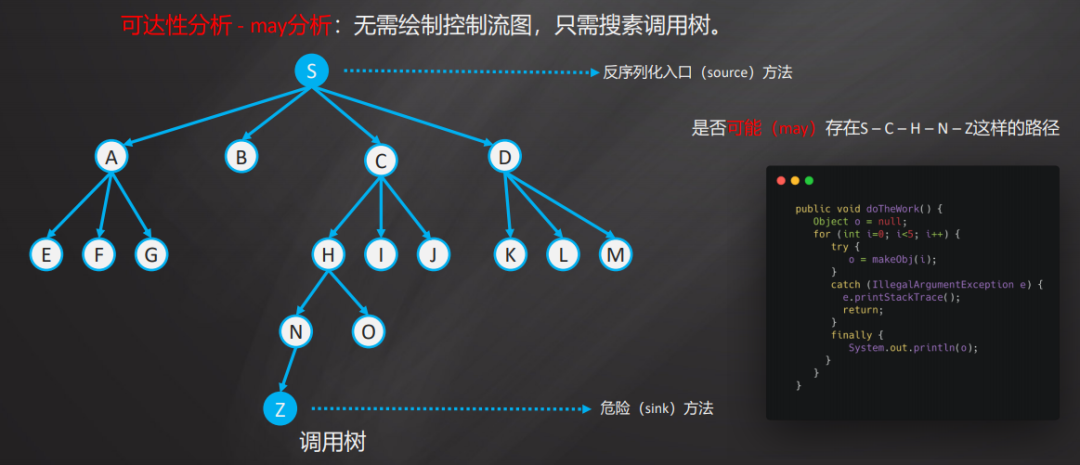 可达性分析 - may分析：无需绘制控制流图，只需搜素调用树。
S
反序列化入口（source）方法
是否可能（may）存在S – C – H – N – Z这样的路径
A
B
C
D
E
F
G
H
I
J
K
L
M
N
O
Z
危险（sink）方法
调用树
public void doTheWork() {
Object o = null;
for (int i=0; i<5; i++) {
try {
o = makeObj(i);
}
catch (IllegalArgumentException e) {
e.printStackTrace();
return;
}
finally {
System.out.println(o);
}
}
}